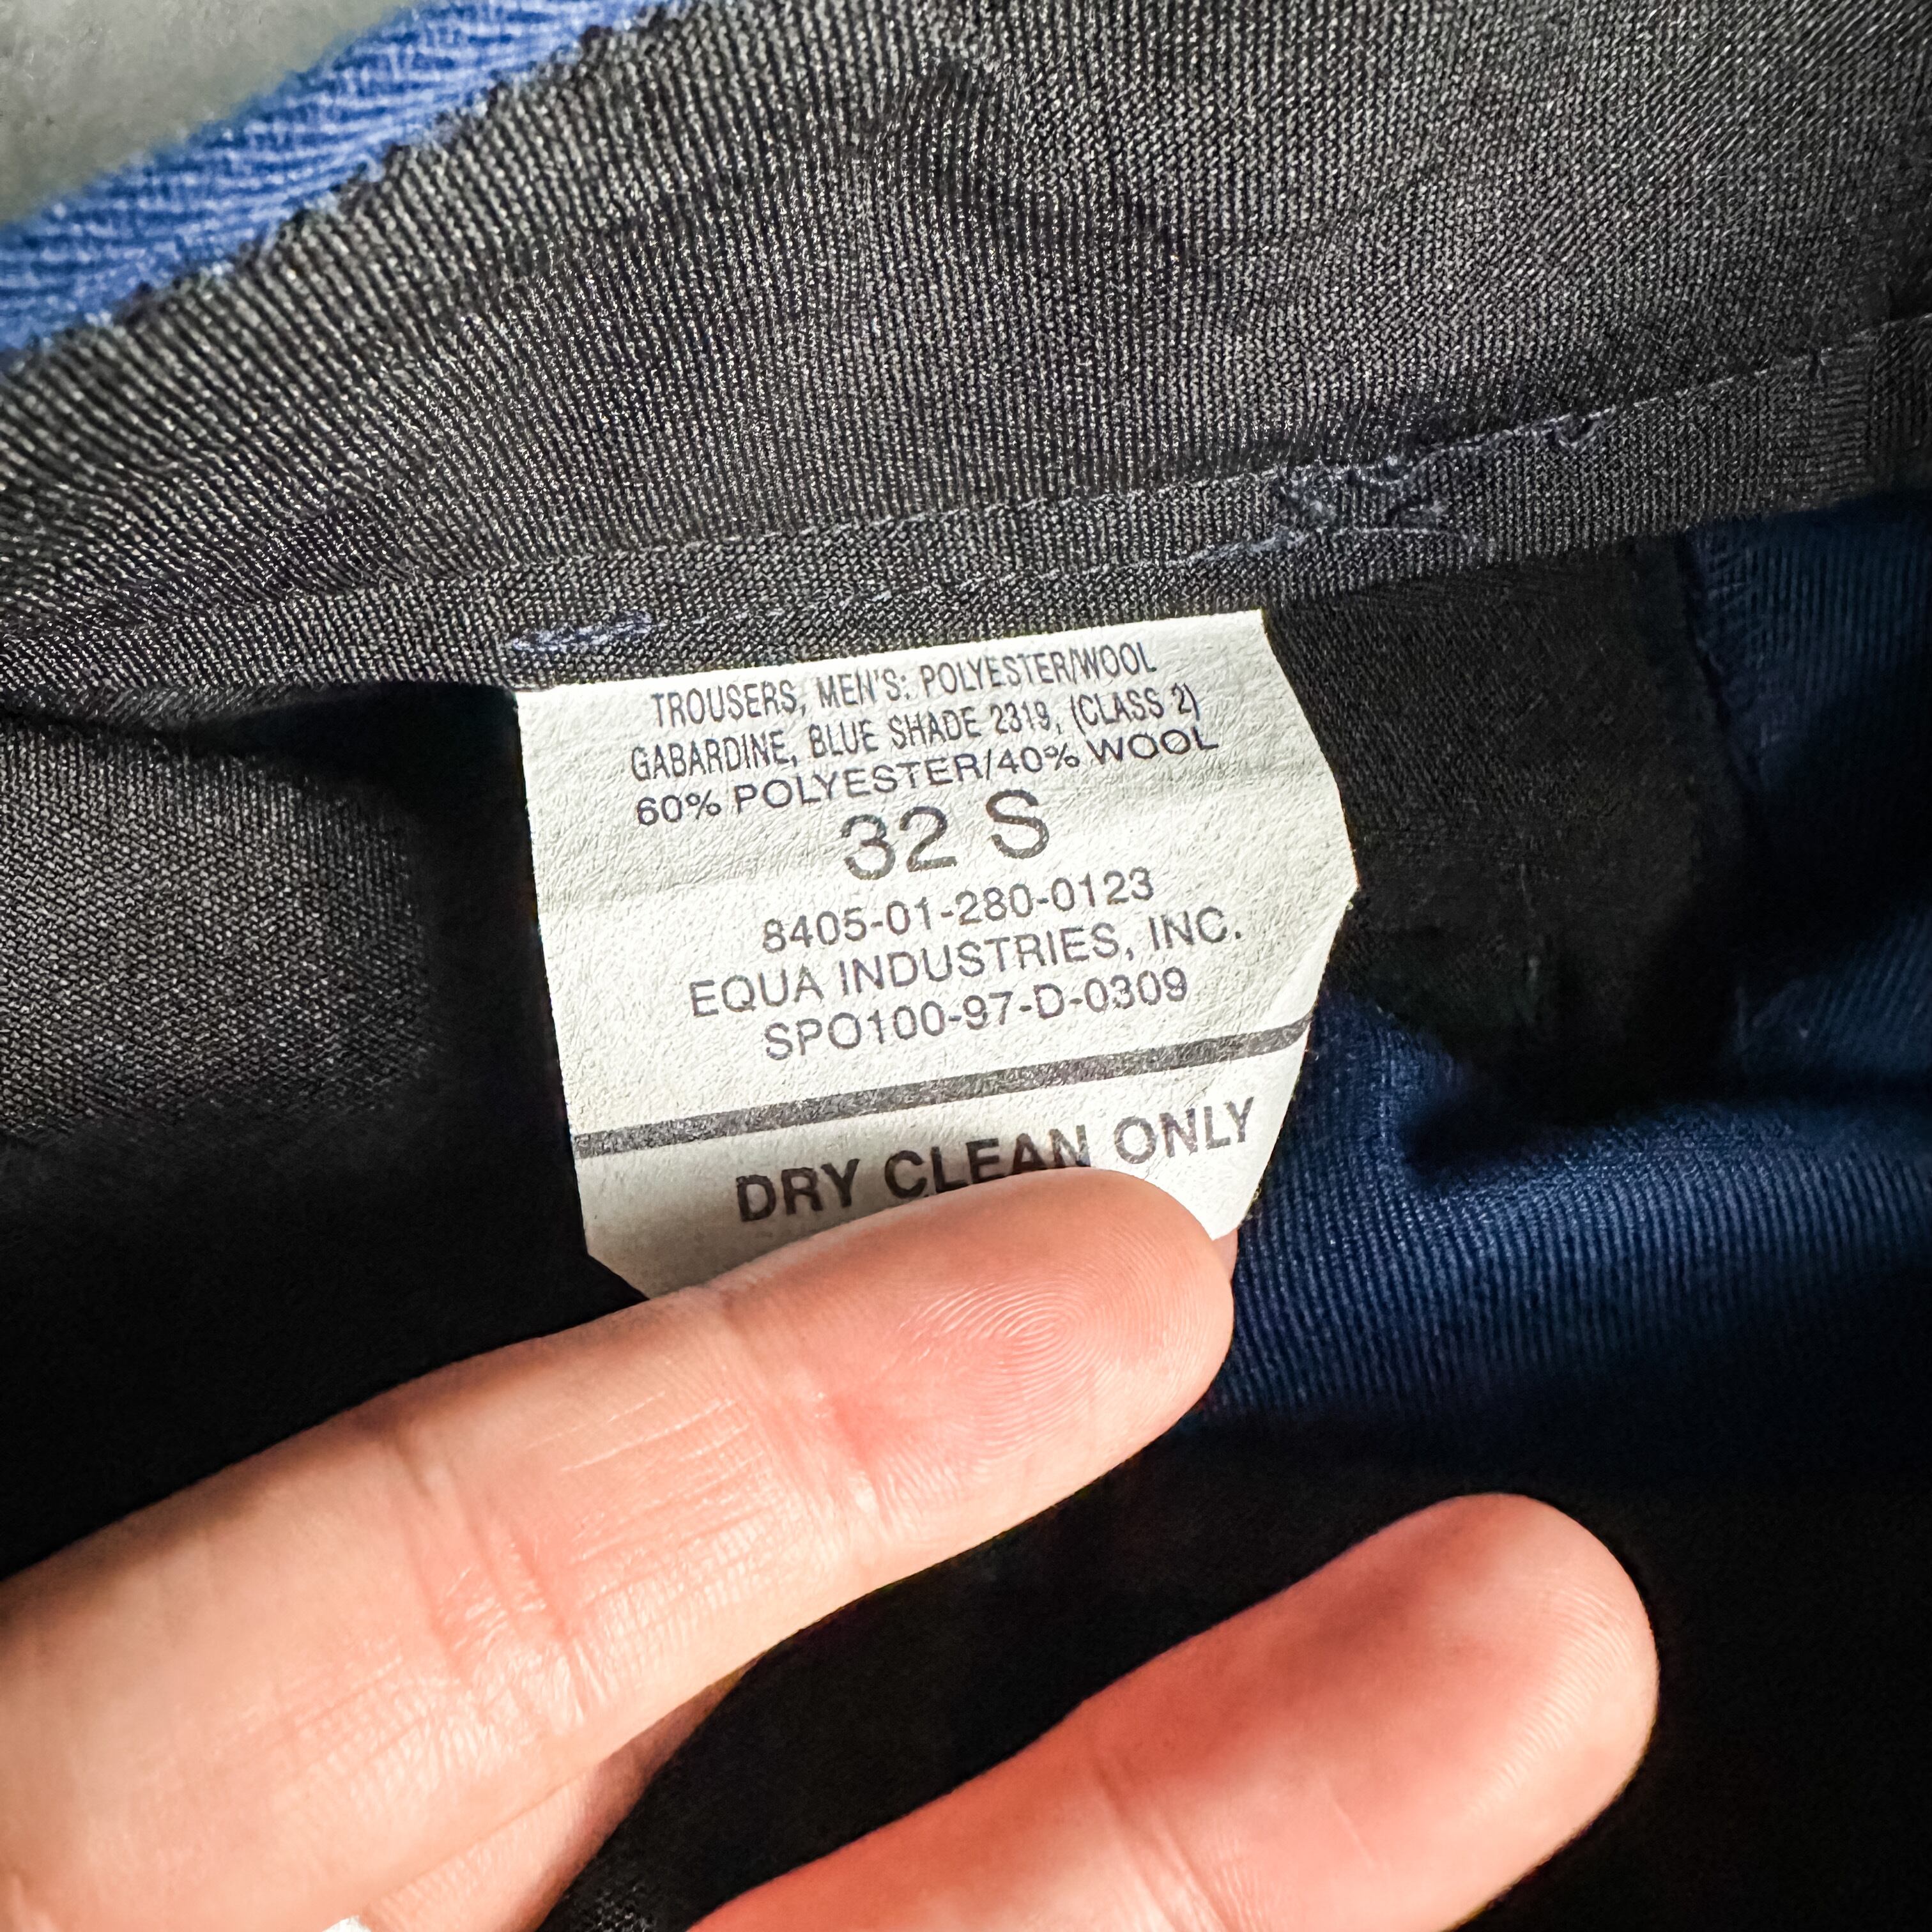 TROUSERS, MEN'S: POLYESTER/WOOL
GABARDINE, BLUE SHADE 2319, (CLASS 2)
60% POLYESTER/40% WOOL
32 S
8405-01-280-0123
EQUA INDUSTRIES, INC.
SPO100-97-D-0309
DRY CLEAN ONLY